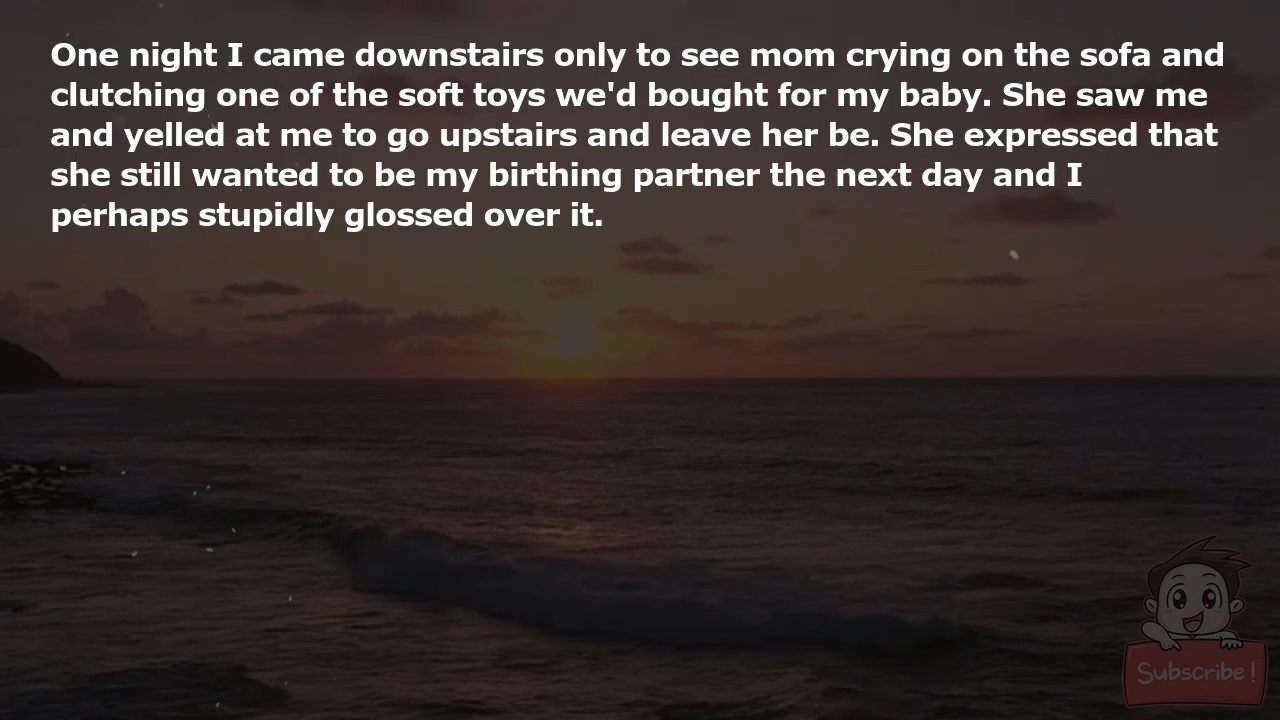 One night I came downstairs only to see mom crying on the sofa and
clutching one of the soft toys we'd bought for my baby. She saw me
and yelled at me to go upstairs and leave her be. She expressed that
she still wanted to be my birthing partner the next day and I
perhaps stupidly glossed over it.
Subscribe!